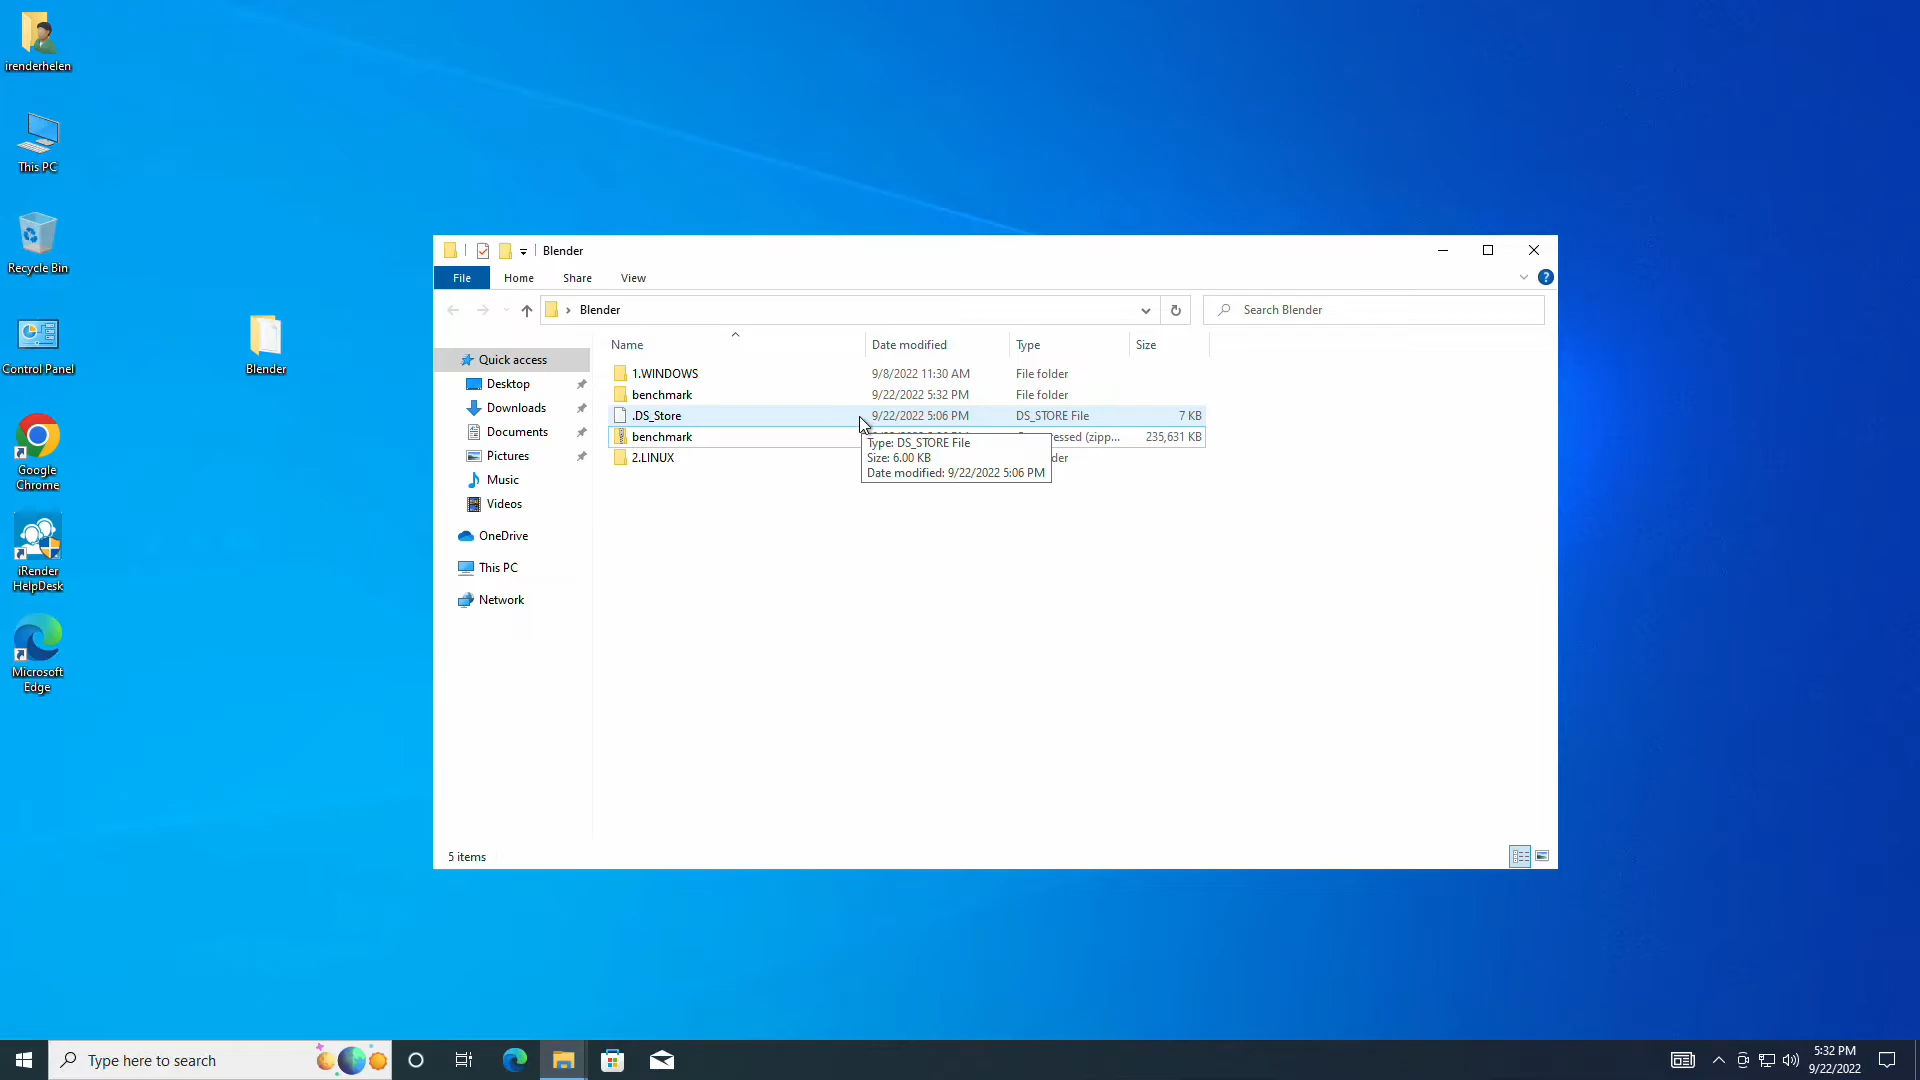 irenderhelen
This PC
Recycle Bin
Control Panel
Google
Chrome
iRender
HelpDesk
Microsoft
Edge
Blender
Blender
File
Home
Share
View
Blender
Search Blender
Quick access
Desktop
Downloads
Documents
Pictures
Music
Videos
OneDrive
This PC
Network
Name Date modified Type Size
1.WINDOWS 9/8/2022 11:30 AM File folder
benchmark 9/22/2022 5:32 PM File folder
.DS_Store 9/22/2022 5:06 PM DS_STORE File 7 KB
benchmark essed (zipp... 235,631 KB
2.LINUX der
Type: DS_STORE File
Size: 6.00 KB
Date modified: 9/22/2022 5:06 PM
5 items
Type here to search
5:32 PM
9/22/2022